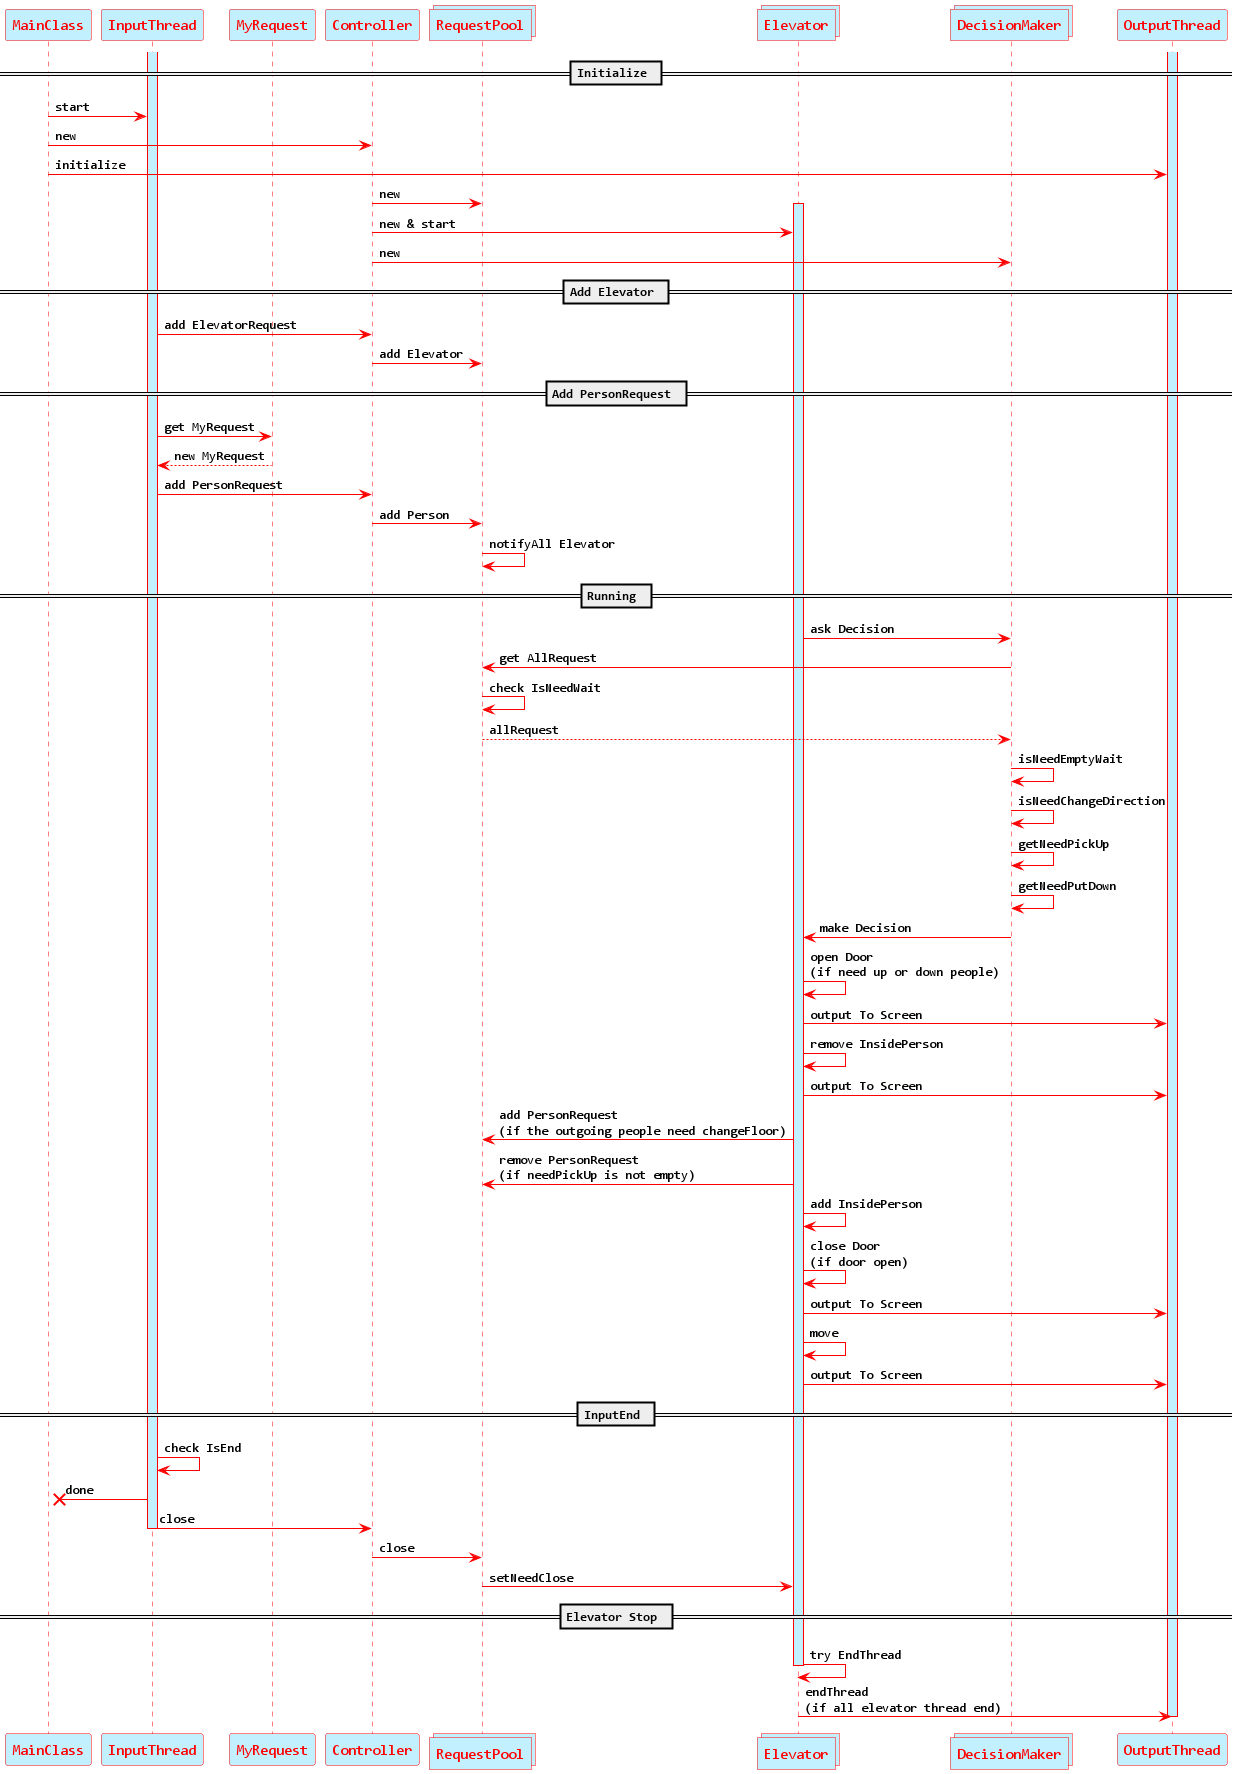 MainClass InputThread MyRequest Controller RequestPool Elevator DecisionMaker OutputThread
Initialize
start
new
initialize
new
new & start
new
Add Elevator
add ElevatorRequest
add Elevator
Add PersonRequest
get MyRequest
new MyRequest
add PersonRequest
add Person
notifyAll Elevator
Running
ask Decision
get AllRequest
check IsNeedWait
allRequest
isNeedEmptyWait
isNeedChangeDirection
getNeedPickUp
getNeedPutDown
make Decision
open Door
(if need up or down people)
output To Screen
remove InsidePerson
output To Screen
add PersonRequest
(if the outgoing people need changeFloor)
remove PersonRequest
(if needPickUp is not empty)
add InsidePerson
close Door
(if door open)
output To Screen
move
output To Screen
InputEnd
check IsEnd
done
close
close
setNeedClose
Elevator Stop
try EndThread
endThread
(if all elevator thread end)
MainClass InputThread MyRequest Controller RequestPool Elevator DecisionMaker OutputThread